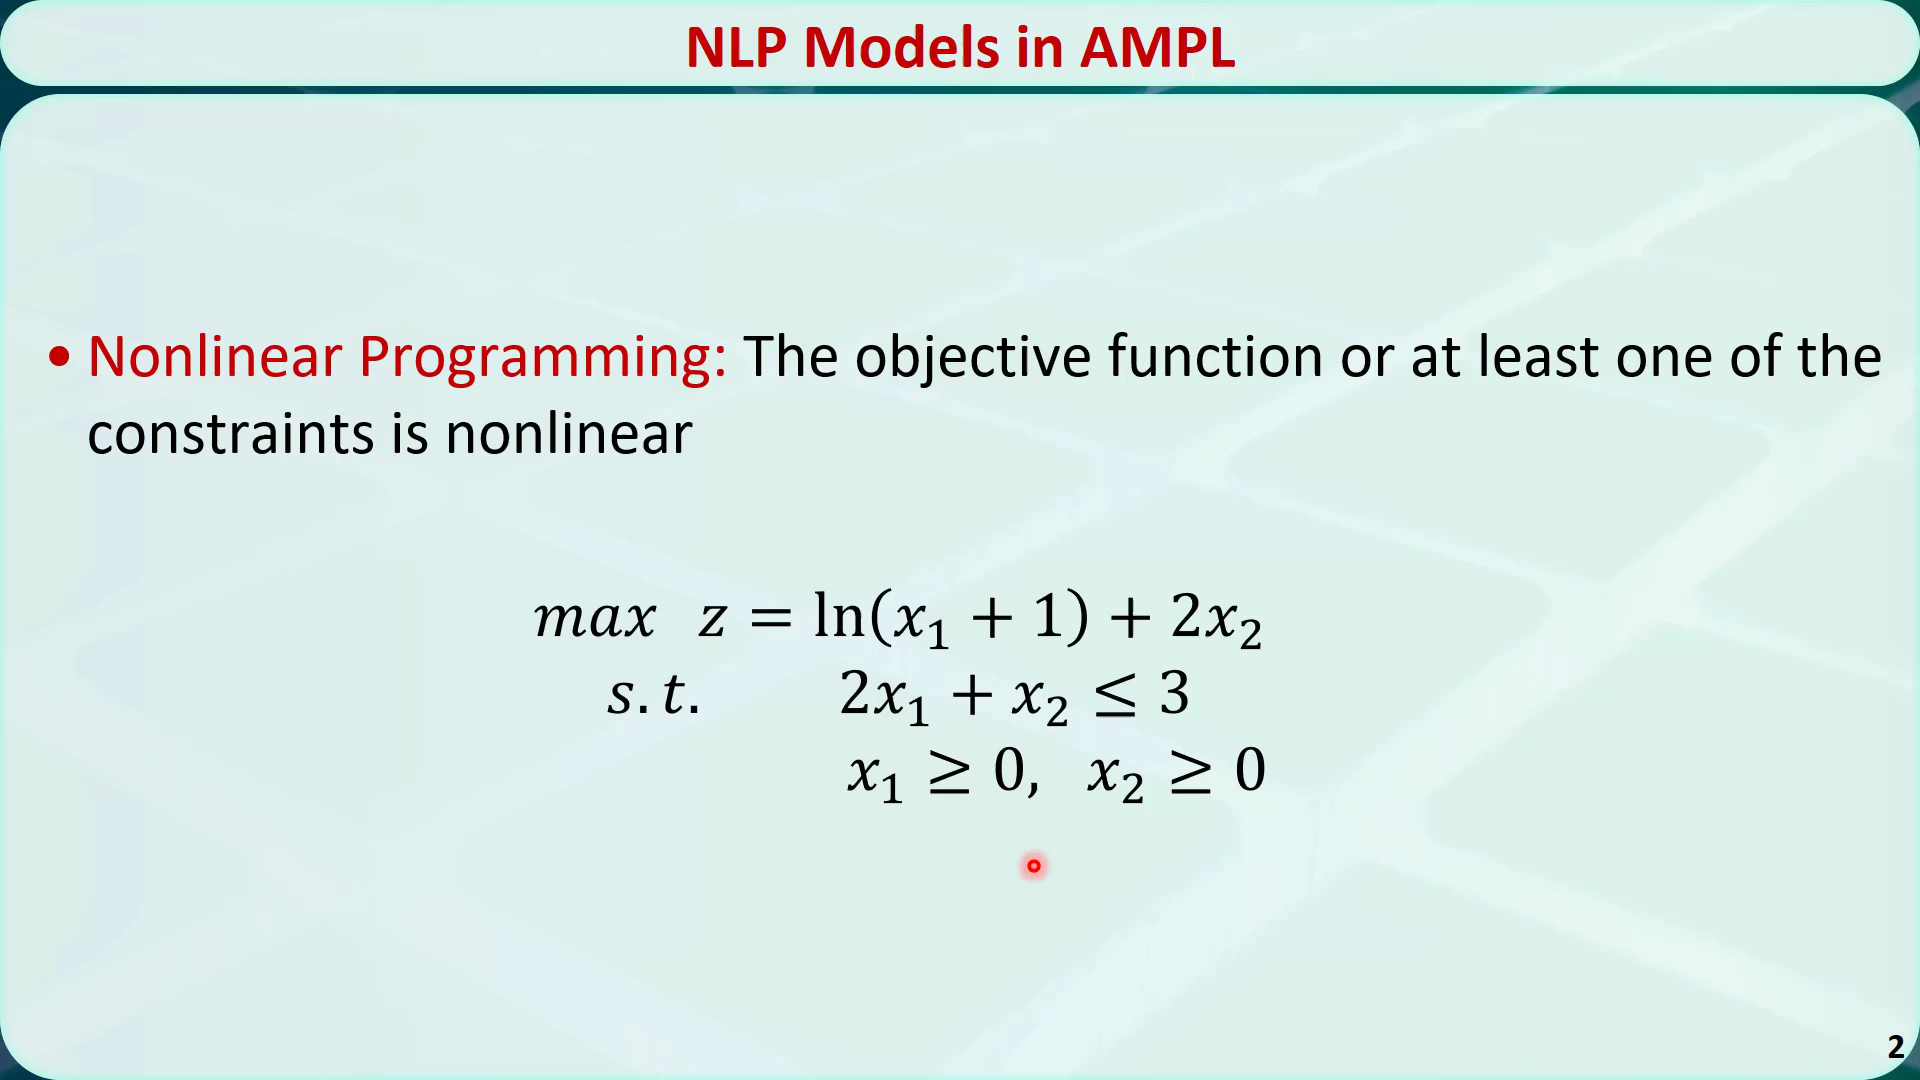 NLP Models in AMPL
• Nonlinear Programming: The objective function or at least one of the
constraints is nonlinear
max z = ln(x₁ + 1) + 2x₂
s.t. 2x₁ + x₂ ≤ 3
x₁ ≥ 0, x₂ ≥ 0
2